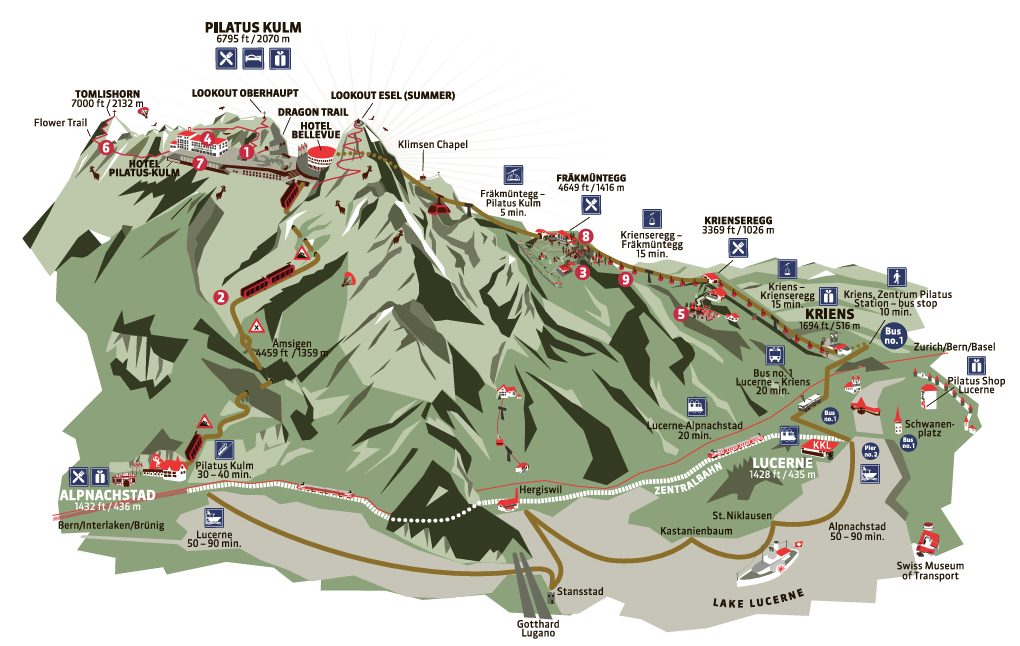 PILATUS KULM
6795 ft / 2070 m
TOMLISHORN
7000 ft / 2132 m
LOOKOUT OBERHAUPT
LOOKOUT ESEL (SUMMER)
Flower Trail
DRAGON TRAIL
HOTEL
BELLEVUE
Klimsen Chapel
6
4
1
7
HOTEL
PILATUS-KULM
Fräkmüntegg –
Pilatus Kulm
5 min.
FRÄKMÜNTEGG
4649 ft / 1416 m
8
3
9
Krienseregg –
Fräkmüntegg
15 min.
KRIENSEREGG
3369 ft / 1026 m
5
Kriens –
Krienseregg
15 min.
Kriens, Zentrum Pilatus
Station – bus stop
10 min.
KRIENS
1694 ft / 516 m
Bus
no. 1
Zurich/Bern/Basel
2
Amsigen
4459 ft / 1359 m
Bus no. 1
Lucerne – Kriens
20 min.
Pilatus Shop
Lucerne
Bus
no. 1
Schwanen-
platz
Bus
no. 1
Pier
no. 2
Lucerne-Alpnachstad
20 min.
KKL
LUCERNE
1428 ft / 435 m
ZENTRALBAHN
Pilatus Kulm
30 – 40 min.
ALPNACHSTAD
1432 ft / 436 m
Bern/Interlaken/Brünig
Lucerne
50 – 90 min.
Hergiswil
St. Niklausen
Kastanienbaum
Alpnachstad
50 – 90 min.
Swiss Museum
of Transport
Stansstad
LAKE LUCERNE
Gotthard
Lugano